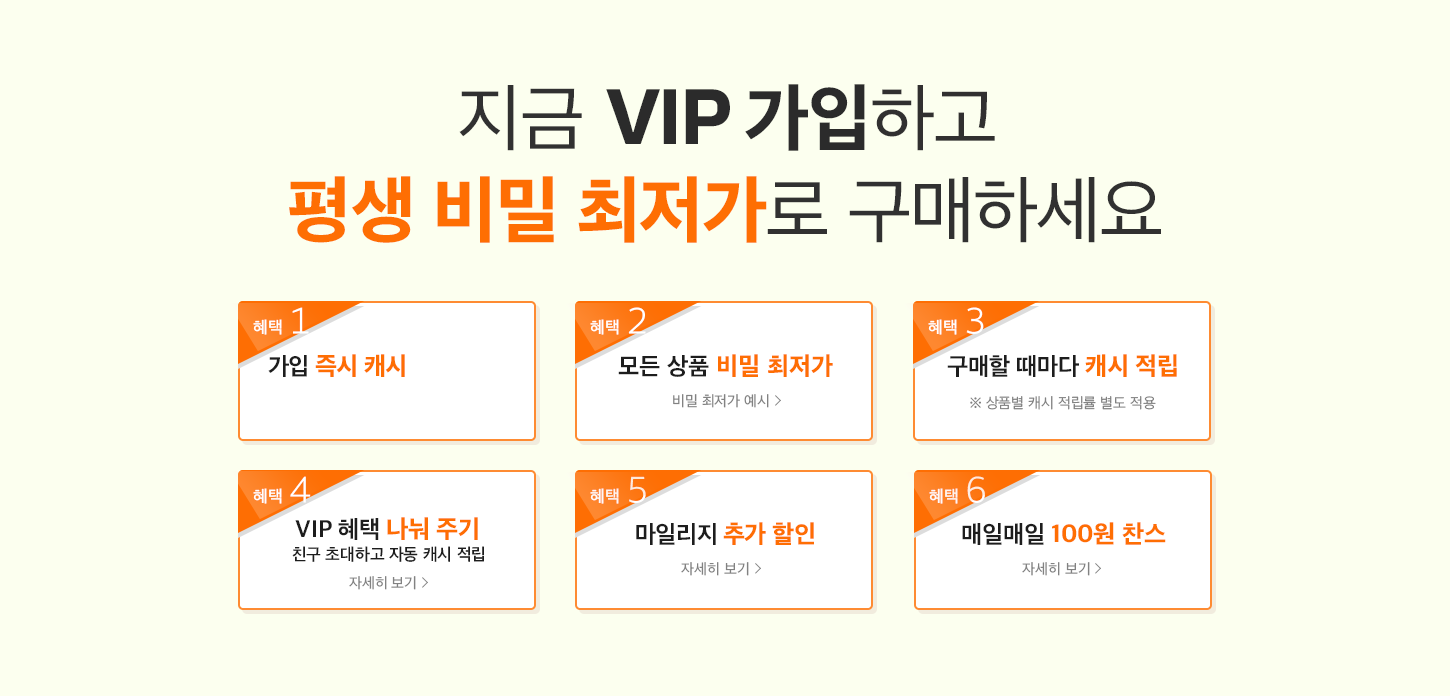 지금 VIP 가입하고
평생 비밀 최저가로 구매하세요
혜택 1
가입 즉시 캐시
혜택 2
모든 상품 비밀 최저가
비밀 최저가 예시 >
혜택 3
구매할 때마다 캐시 적립
※ 상품별 캐시 적립률 별도 적용
혜택 4
VIP 혜택 나눠 주기
친구 초대하고 자동 캐시 적립
자세히 보기 >
혜택 5
마일리지 추가 할인
자세히 보기 >
혜택 6
매일매일 100원 찬스
자세히 보기 >